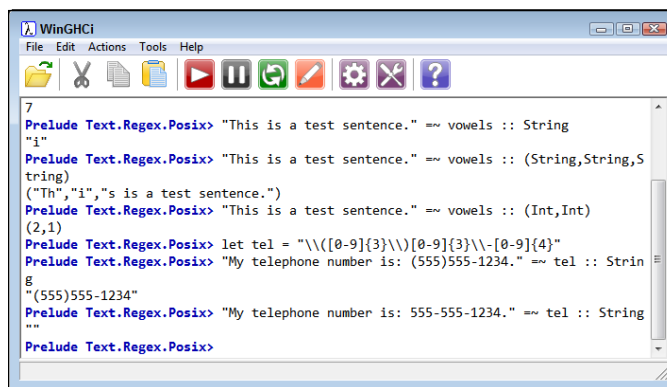 WinGHCi
File Edit Actions Tools Help
7
Prelude Text.Regex.Posix> "This is a test sentence." =~ vowels :: String
"i"
Prelude Text.Regex.Posix> "This is a test sentence." =~ vowels :: (String,String,S
tring)
("Th","i","s is a test sentence.")
Prelude Text.Regex.Posix> "This is a test sentence." =~ vowels :: (Int,Int)
(2,1)
Prelude Text.Regex.Posix> let tel = "\\([0-9]{3}\\)[0-9]{3}\\-[0-9]{4}"
Prelude Text.Regex.Posix> "My telephone number is: (555)555-1234." =~ tel :: Strin
g
"(555)555-1234"
Prelude Text.Regex.Posix> "My telephone number is: 555-555-1234." =~ tel :: String
""
Prelude Text.Regex.Posix>